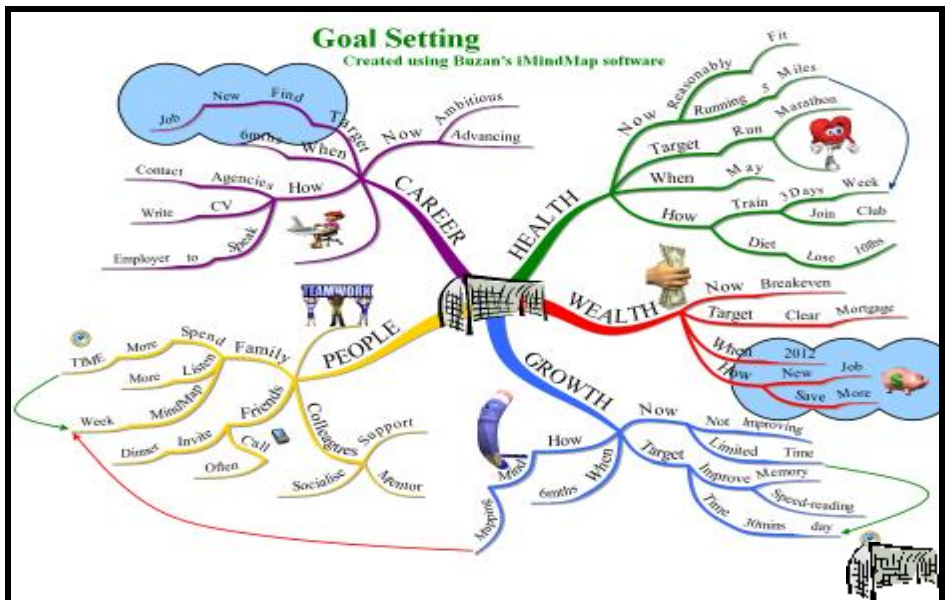 Goal Setting
Created using Buzan's iMindMap software
CAREER
Target
Find
New
Job
When
6mths
How
Agencies
Contact
CV
Write
Speak
to
Employer
Now
Ambitious
Advancing
HEALTH
Now
Reasonably
Fit
Running
5
Miles
Target
Run
Marathon
When
May
How
Train
3Days
Week
Join
Club
Diet
Lose
10lbs
WEALTH
Now
Breakeven
Target
Clear
Mortgage
When
2012
How
New
Job
Save
More
GROWTH
Now
Not
Improving
Limited
Time
Target
Improve
Memory
Speed-reading
Time
30mins
day
When
6mths
How
Mind
Mapping
PEOPLE
TEAMWORK
Family
Spend
More
TIME
Listen
More
MindMap
Week
Friends
Invite
Dinner
Call
Often
Colleagues
Support
Socialise
Mentor